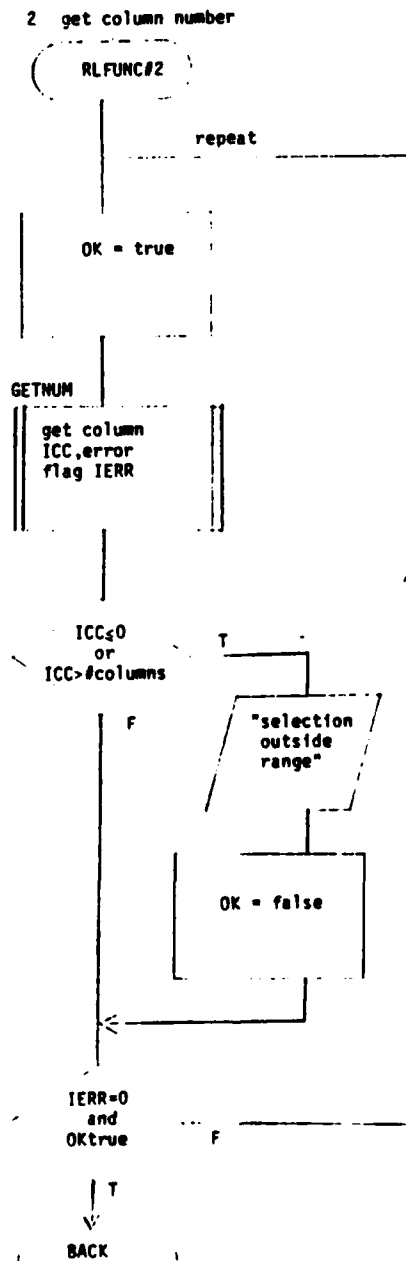 2 get column number
RLFUNC#2
repeat
OK = true
GETNUM
get column
ICC,error
flag IERR
ICC≤0
or
ICC>#columns
T
F
"selection
outside
range"
OK = false
IERR=0
and
OKtrue
F
T
BACK